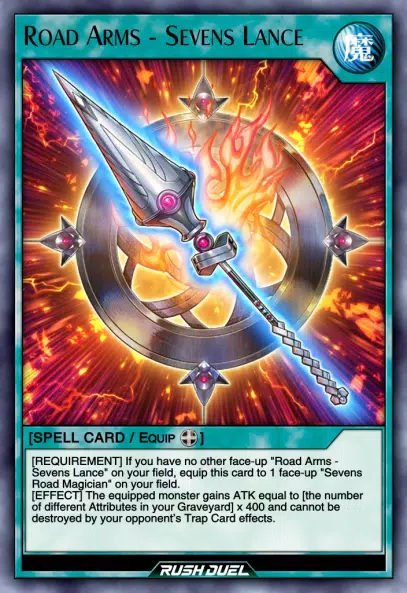 ROAD ARMS - SEVENS LANCE
魔
[SPELL CARD / EQUIP ]
[REQUIREMENT] If you have no other face-up "Road Arms -
Sevens Lance" on your field, equip this card to 1 face-up "Sevens
Road Magician" on your field.
[EFFECT] The equipped monster gains ATK equal to [the number
of different Attributes in your Graveyard] x 400 and cannot be
destroyed by your opponent's Trap Card effects.
RUSH DUEL